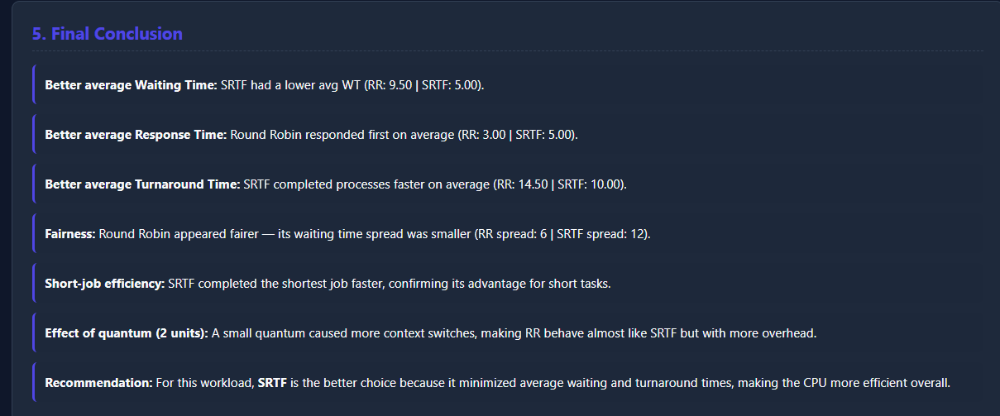 5. Final Conclusion
Better average Waiting Time: SRTF had a lower avg WT (RR: 9.50 | SRTF: 5.00).
Better average Response Time: Round Robin responded first on average (RR: 3.00 | SRTF: 5.00).
Better average Turnaround Time: SRTF completed processes faster on average (RR: 14.50 | SRTF: 10.00).
Fairness: Round Robin appeared fairer — its waiting time spread was smaller (RR spread: 6 | SRTF spread: 12).
Short-job efficiency: SRTF completed the shortest job faster, confirming its advantage for short tasks.
Effect of quantum (2 units): A small quantum caused more context switches, making RR behave almost like SRTF but with more overhead.
Recommendation: For this workload, SRTF is the better choice because it minimized average waiting and turnaround times, making the CPU more efficient overall.